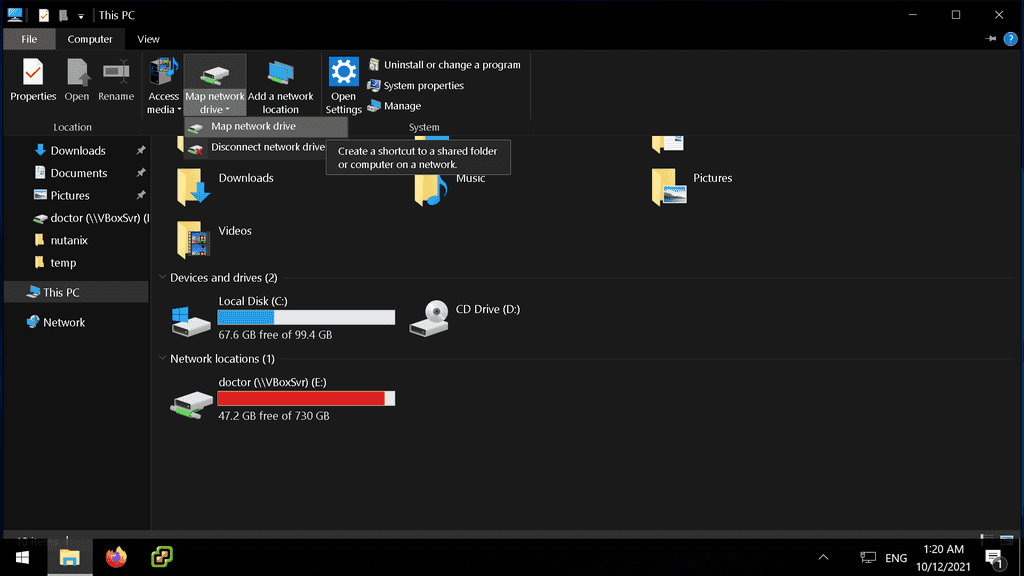 This PC
File Computer View
Properties Open Rename Access media Map network drive Add a network location Open Settings
Uninstall or change a program
System properties
Manage
Location System
Map network drive
Disconnect network drive
Create a shortcut to a shared folder
or computer on a network.
Downloads
Documents
Pictures
doctor (\\VBoxSvr) (
nutanix
temp
This PC
Network
Downloads Music Pictures
Videos
Devices and drives (2)
Local Disk (C:)
67.6 GB free of 99.4 GB
CD Drive (D:)
Network locations (1)
doctor (\\VBoxSvr) (E:)
47.2 GB free of 730 GB
items
ENG
1:20 AM
10/12/2021
1